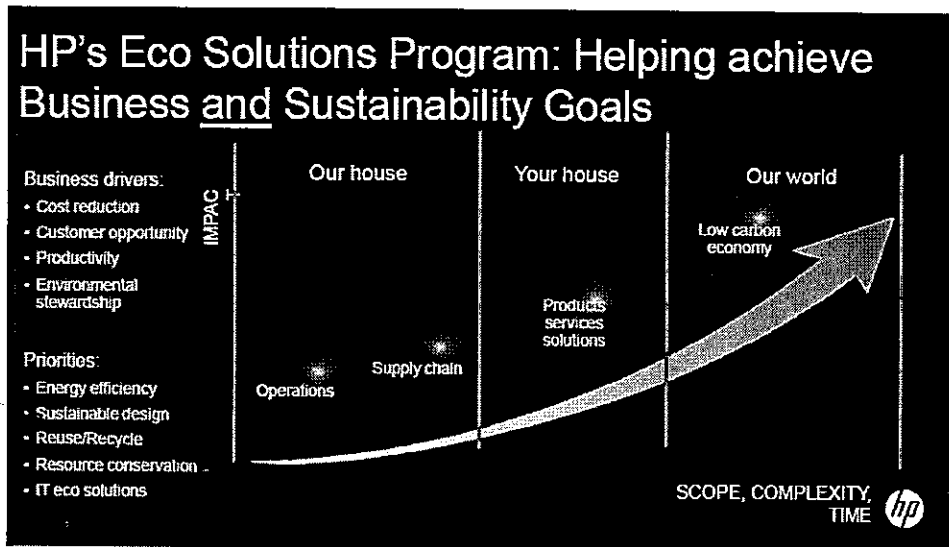 HP's Eco Solutions Program: Helping achieve
Business and Sustainability Goals
Business drivers:
• Cost reduction
• Customer opportunity
• Productivity
• Environmental
stewardship
Priorities:
• Energy efficiency
• Sustainable design
• Reuse/Recycle
• Resource conservation
• IT eco solutions
IMPACT
Our house
Operations
Supply chain
Your house
Products
services
solutions
Our world
Low carbon
economy
SCOPE, COMPLEXITY,
TIME
hp